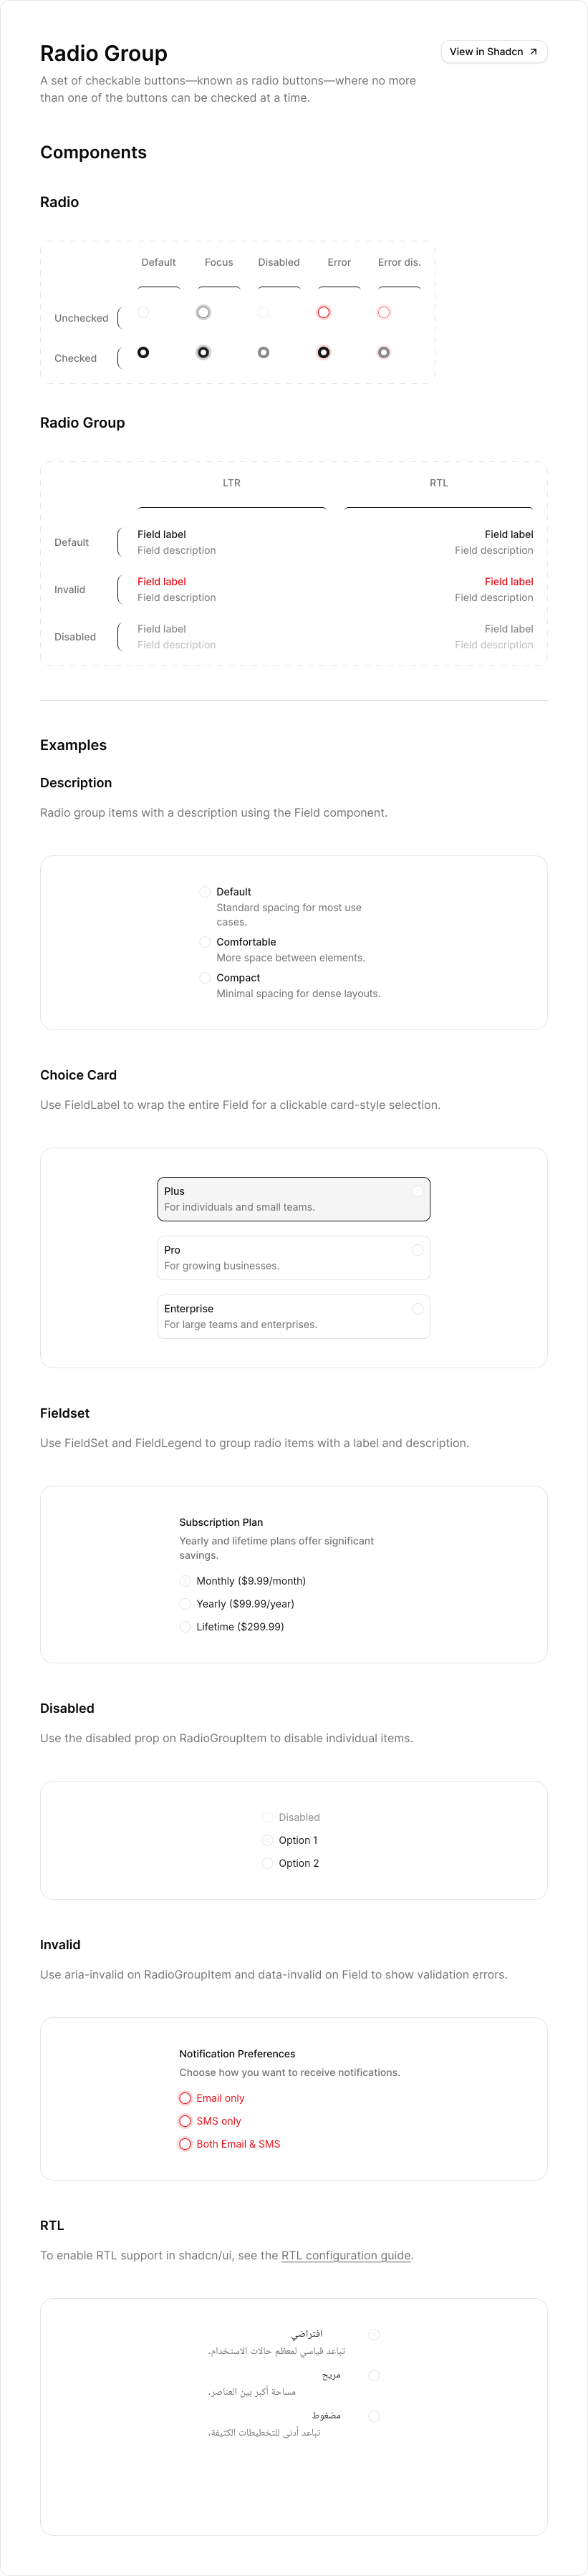 Radio Group
View in Shadcn
A set of checkable buttons—known as radio buttons—where no more
than one of the buttons can be checked at a time.
Components
Radio
Default Focus Disabled Error Error dis.
Unchecked
Checked
Radio Group
LTR RTL
Default Field label Field label
Field description Field description
Invalid Field label Field label
Field description Field description
Disabled Field label Field label
Field description Field description
Examples
Description
Radio group items with a description using the Field component.
Default
Standard spacing for most use
cases.
Comfortable
More space between elements.
Compact
Minimal spacing for dense layouts.
Choice Card
Use FieldLabel to wrap the entire Field for a clickable card-style selection.
Plus
For individuals and small teams.
Pro
For growing businesses.
Enterprise
For large teams and enterprises.
Fieldset
Use FieldSet and FieldLegend to group radio items with a label and description.
Subscription Plan
Yearly and lifetime plans offer significant
savings.
Monthly ($9.99/month)
Yearly ($99.99/year)
Lifetime ($299.99)
Disabled
Use the disabled prop on RadioGroupItem to disable individual items.
Disabled
Option 1
Option 2
Invalid
Use aria-invalid on RadioGroupItem and data-invalid on Field to show validation errors.
Notification Preferences
Choose how you want to receive notifications.
Email only
SMS only
Both Email & SMS
RTL
To enable RTL support in shadcn/ui, see the RTL configuration guide.
افتراضي
تباعد قياسي لمعظم حالات الاستخدام.
مريح
مساحة أكبر بين العناصر.
مضغوط
تباعد أدنى للتخطيطات الكثيفة.